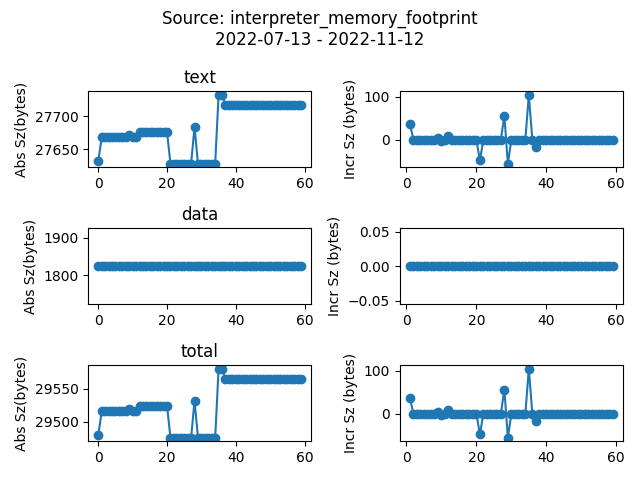 Source: interpreter_memory_footprint
2022-07-13 - 2022-11-12
text
Abs Sz(bytes)
27700
27650
0 20 40 60
Incr Sz (bytes)
100
0
0 20 40 60
data
Abs Sz(bytes)
1900
1800
0 20 40 60
Incr Sz (bytes)
0.05
0.00
−0.05
0 20 40 60
total
Abs Sz(bytes)
29550
29500
0 20 40 60
Incr Sz (bytes)
100
0
0 20 40 60